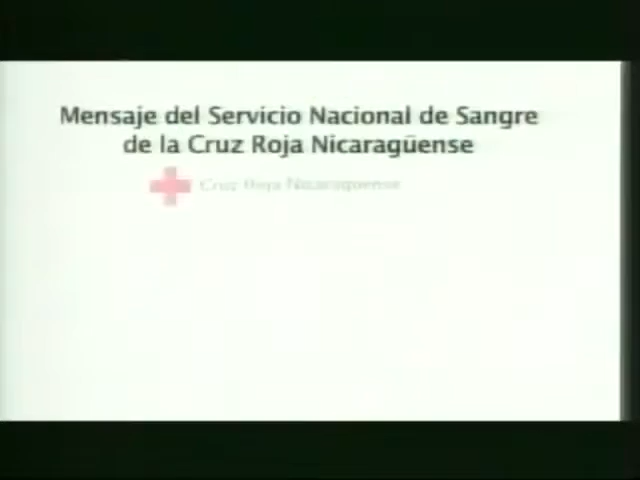 Mensaje del Servicio Nacional de Sangre
de la Cruz Roja Nicaragüense
Cruz Roja Nicaragüense